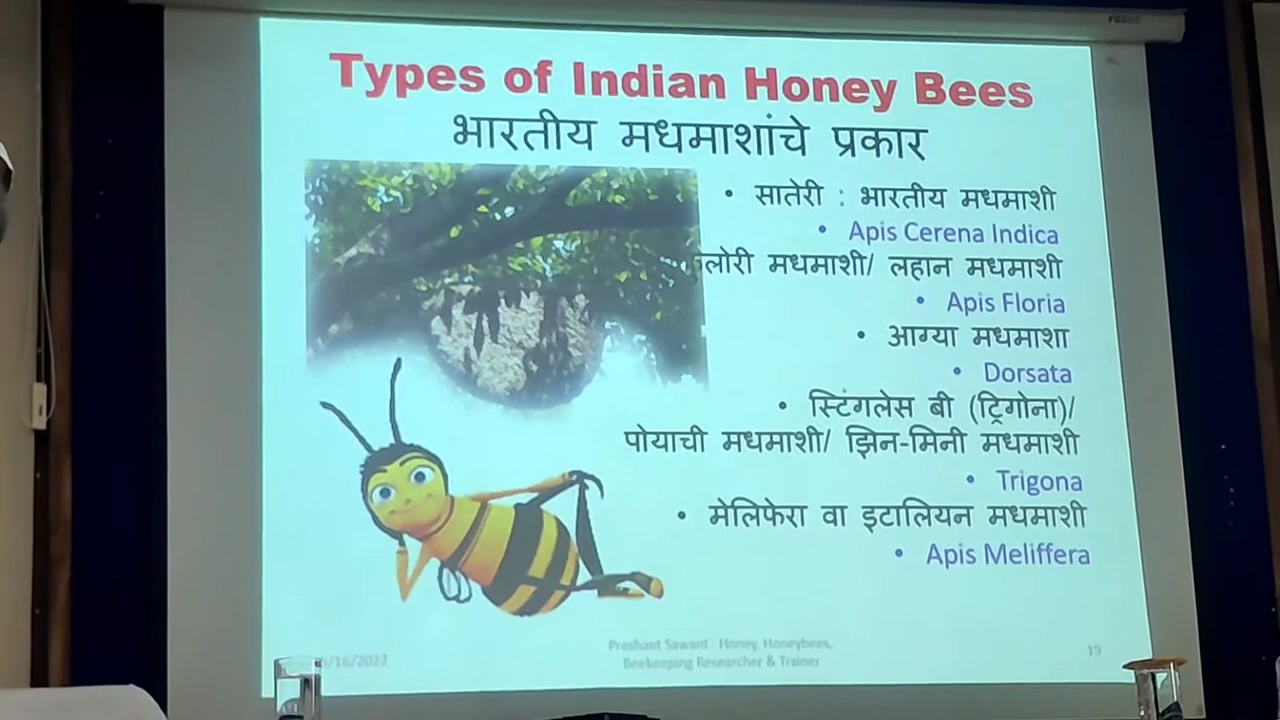 Types of Indian Honey Bees
भारतीय मधमाशांचे प्रकार
• सातेरी : भारतीय मधमाशी
• Apis Cerena Indica
मधमाशी/ लहान मधमाशी
• Apis Floria
• आग्या मधमाशा
• Dorsata
• स्टिंगलेस बी (ट्रिगोना)/
पोयाची मधमाशी/ झिन-मिनी मधमाशी
• Trigona
• मेलिफेरा वा इटालियन मधमाशी
• Apis Meliffera
Prashant Sawant : Honey, Honeybees,
Beekeeping Researcher & Trainer
19